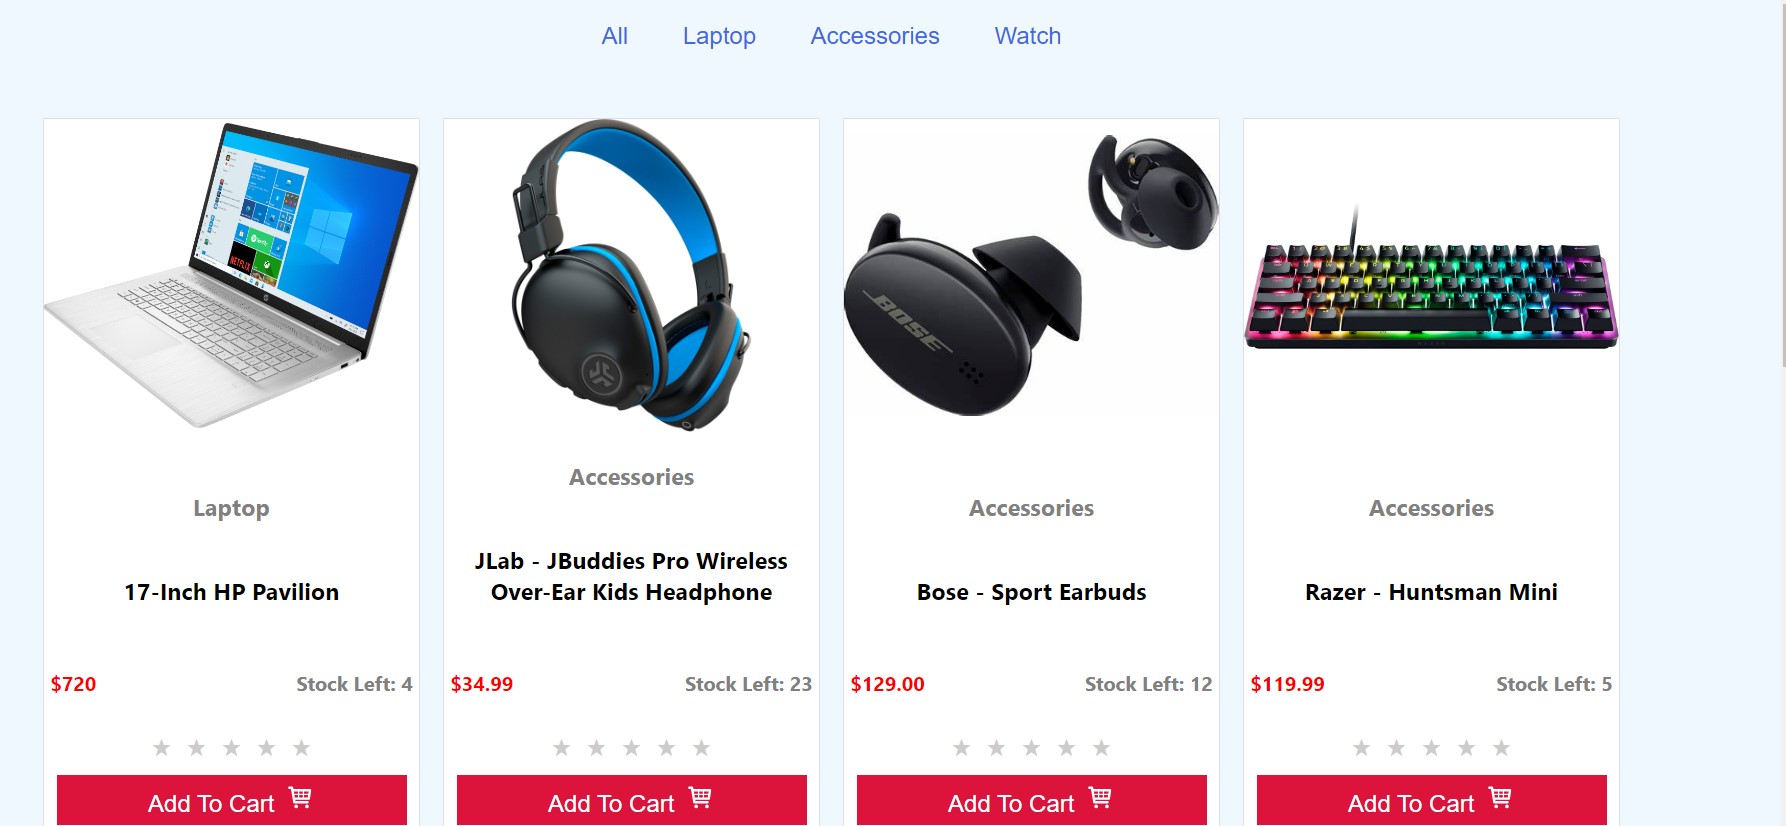 All Laptop Accessories Watch
BOSE
Laptop
17-Inch HP Pavilion
$720 Stock Left: 4
Add To Cart
Accessories
JLab - JBuddies Pro Wireless
Over-Ear Kids Headphone
$34.99 Stock Left: 23
Add To Cart
Accessories
Bose - Sport Earbuds
$129.00 Stock Left: 12
Add To Cart
Accessories
Razer - Huntsman Mini
$119.99 Stock Left: 5
Add To Cart